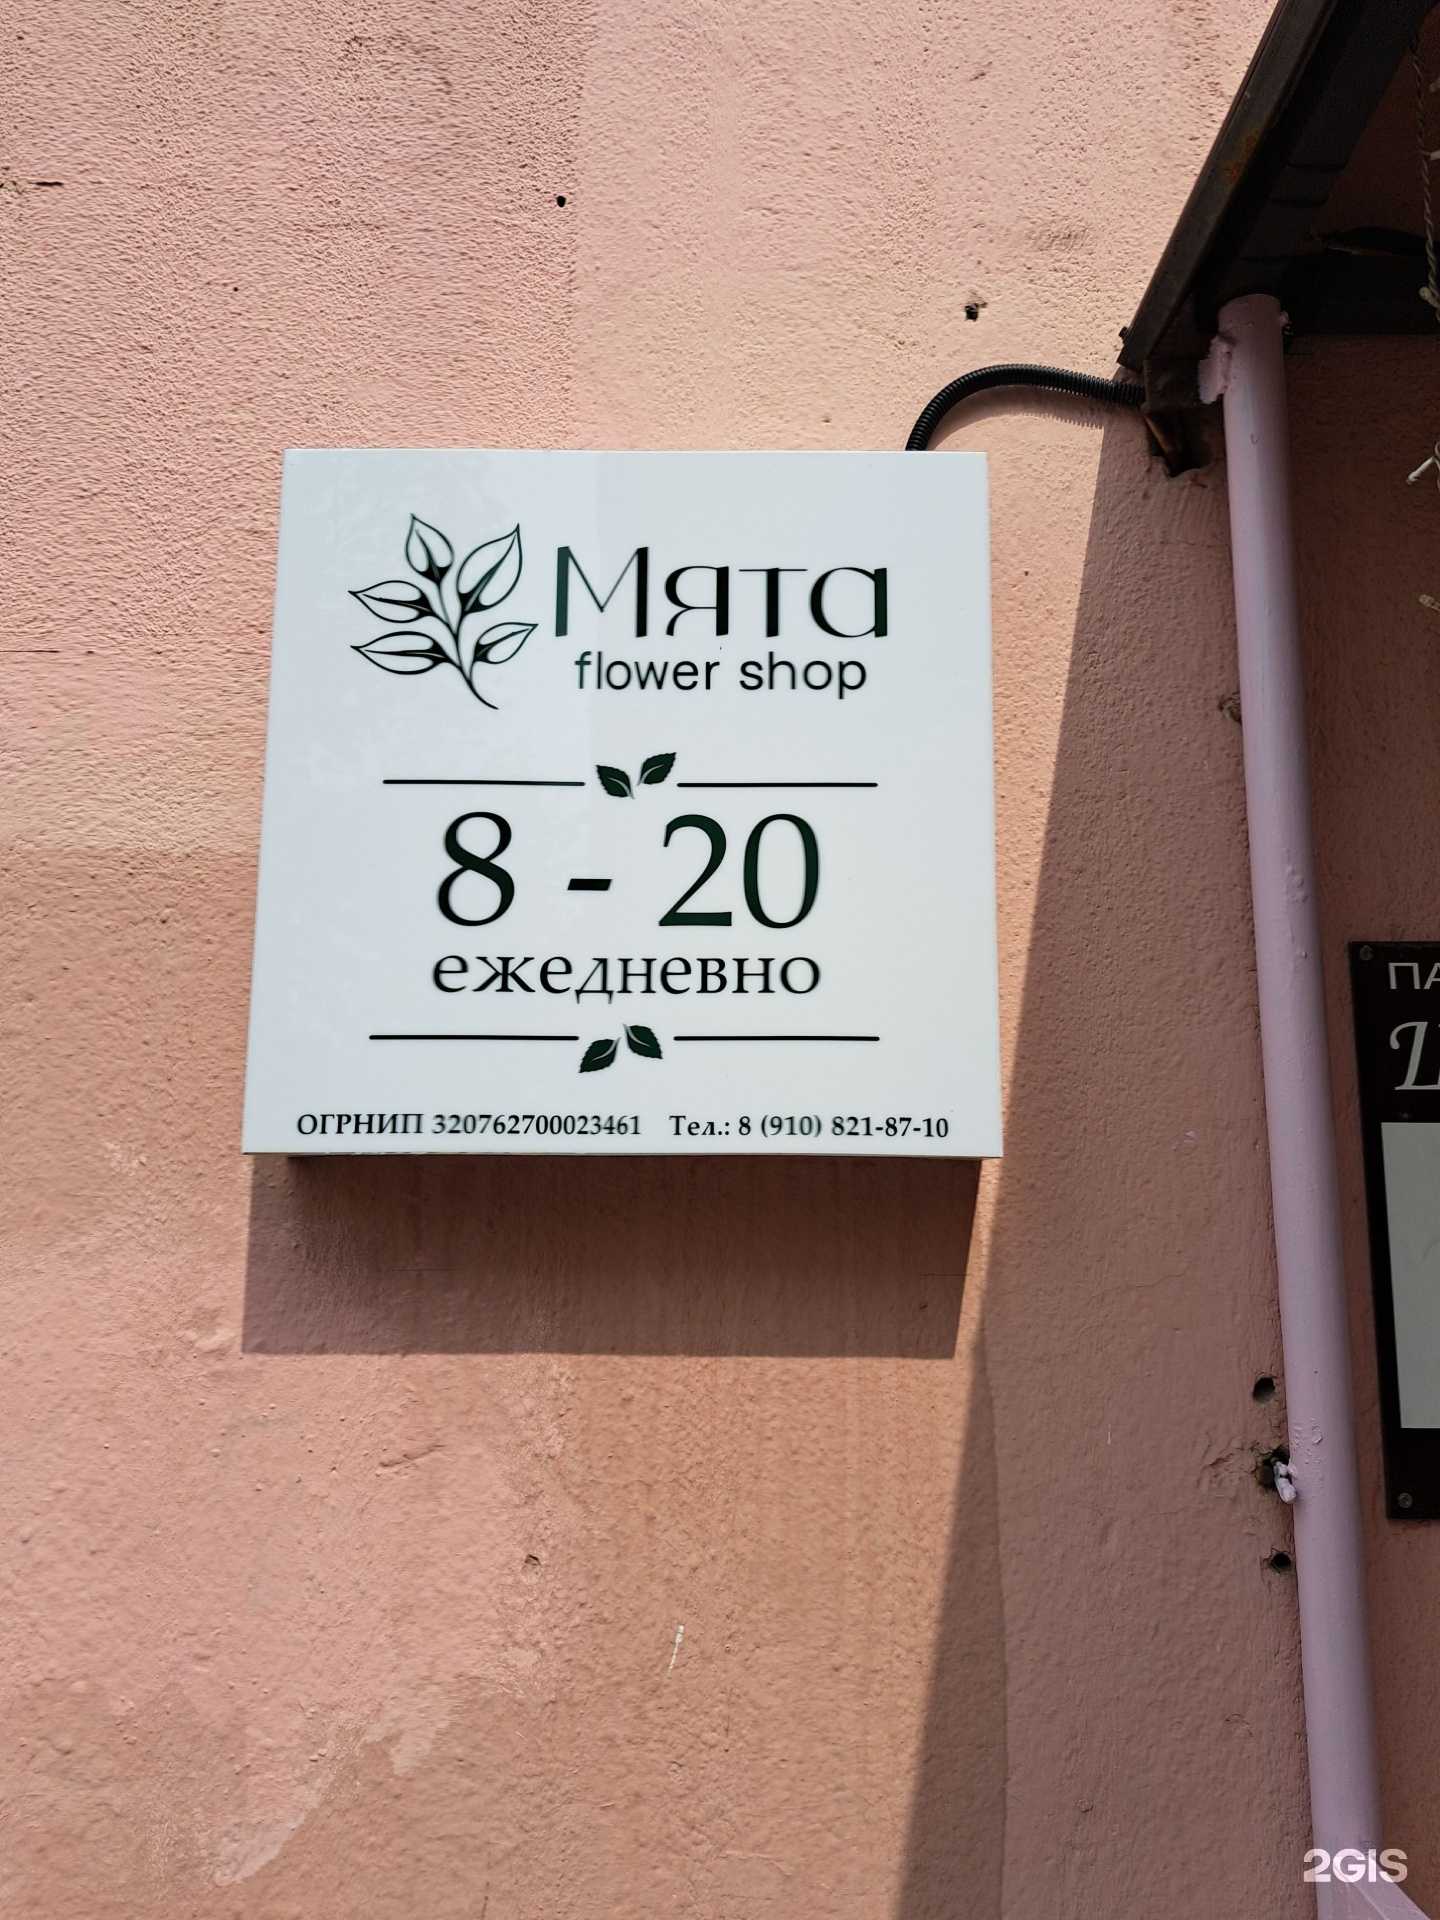 Мята
flower shop
8 - 20
ежедневно
ОГРНИП 320762700023461 Тел.: 8 (910) 821-87-10
2GIS